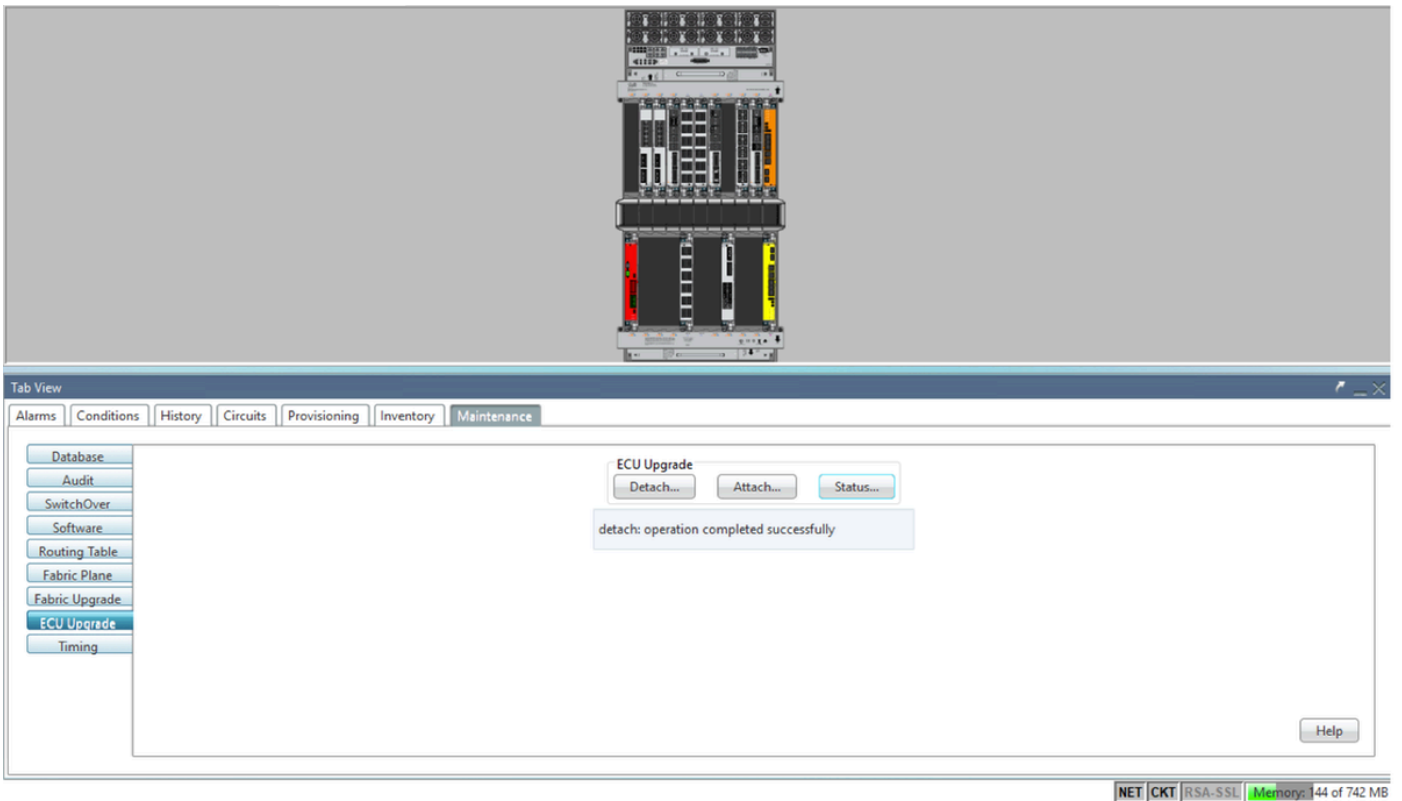 Tab View
Alarms Conditions History Circuits Provisioning Inventory Maintenance
Database
Audit
SwitchOver
Software
Routing Table
Fabric Plane
Fabric Upgrade
ECU Upgrade
Timing
ECU Upgrade
Detach... Attach... Status...
detach: operation completed successfully
Help
NET CKT RSA-SSL Memory: 144 of 742 MB